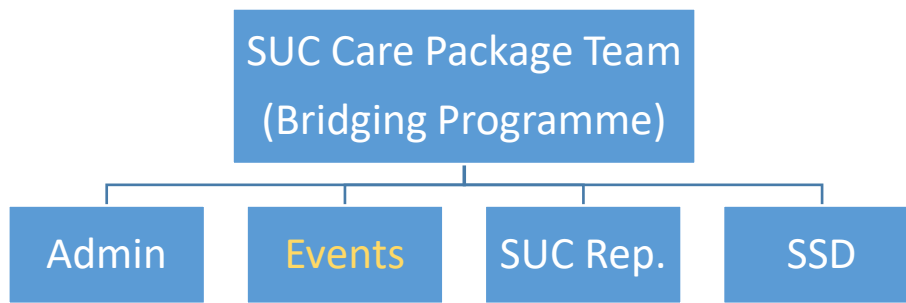 SUC Care Package Team
(Bridging Programme)
Admin
Events
SUC Rep.
SSD